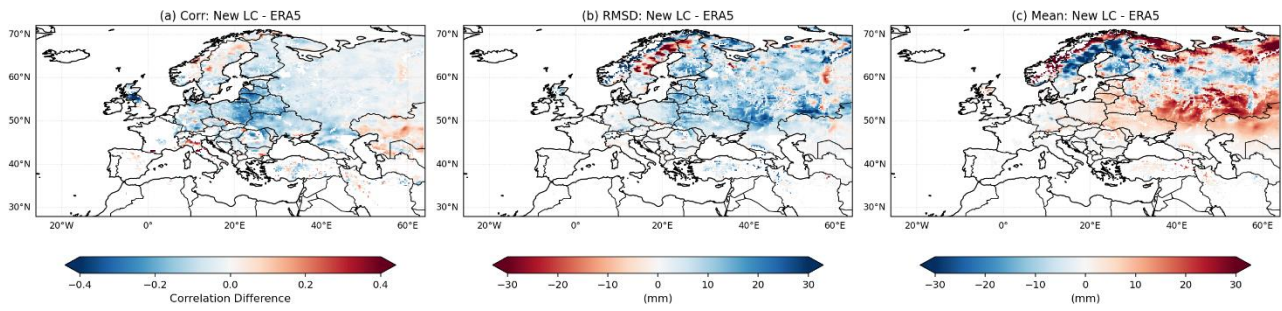 (a) Corr: New LC - ERA5
(b) RMSD: New LC - ERA5
(c) Mean: New LC - ERA5
70°N
60°N
50°N
40°N
30°N
70°N
60°N
50°N
40°N
30°N
70°N
60°N
50°N
40°N
30°N
20°W 0° 20°E 40°E 60°E
20°W 0° 20°E 40°E 60°E
20°W 0° 20°E 40°E 60°E
−0.4 −0.2 0.0 0.2 0.4
Correlation Difference
−30 −20 −10 0 10 20 30
(mm)
−30 −20 −10 0 10 20 30
(mm)